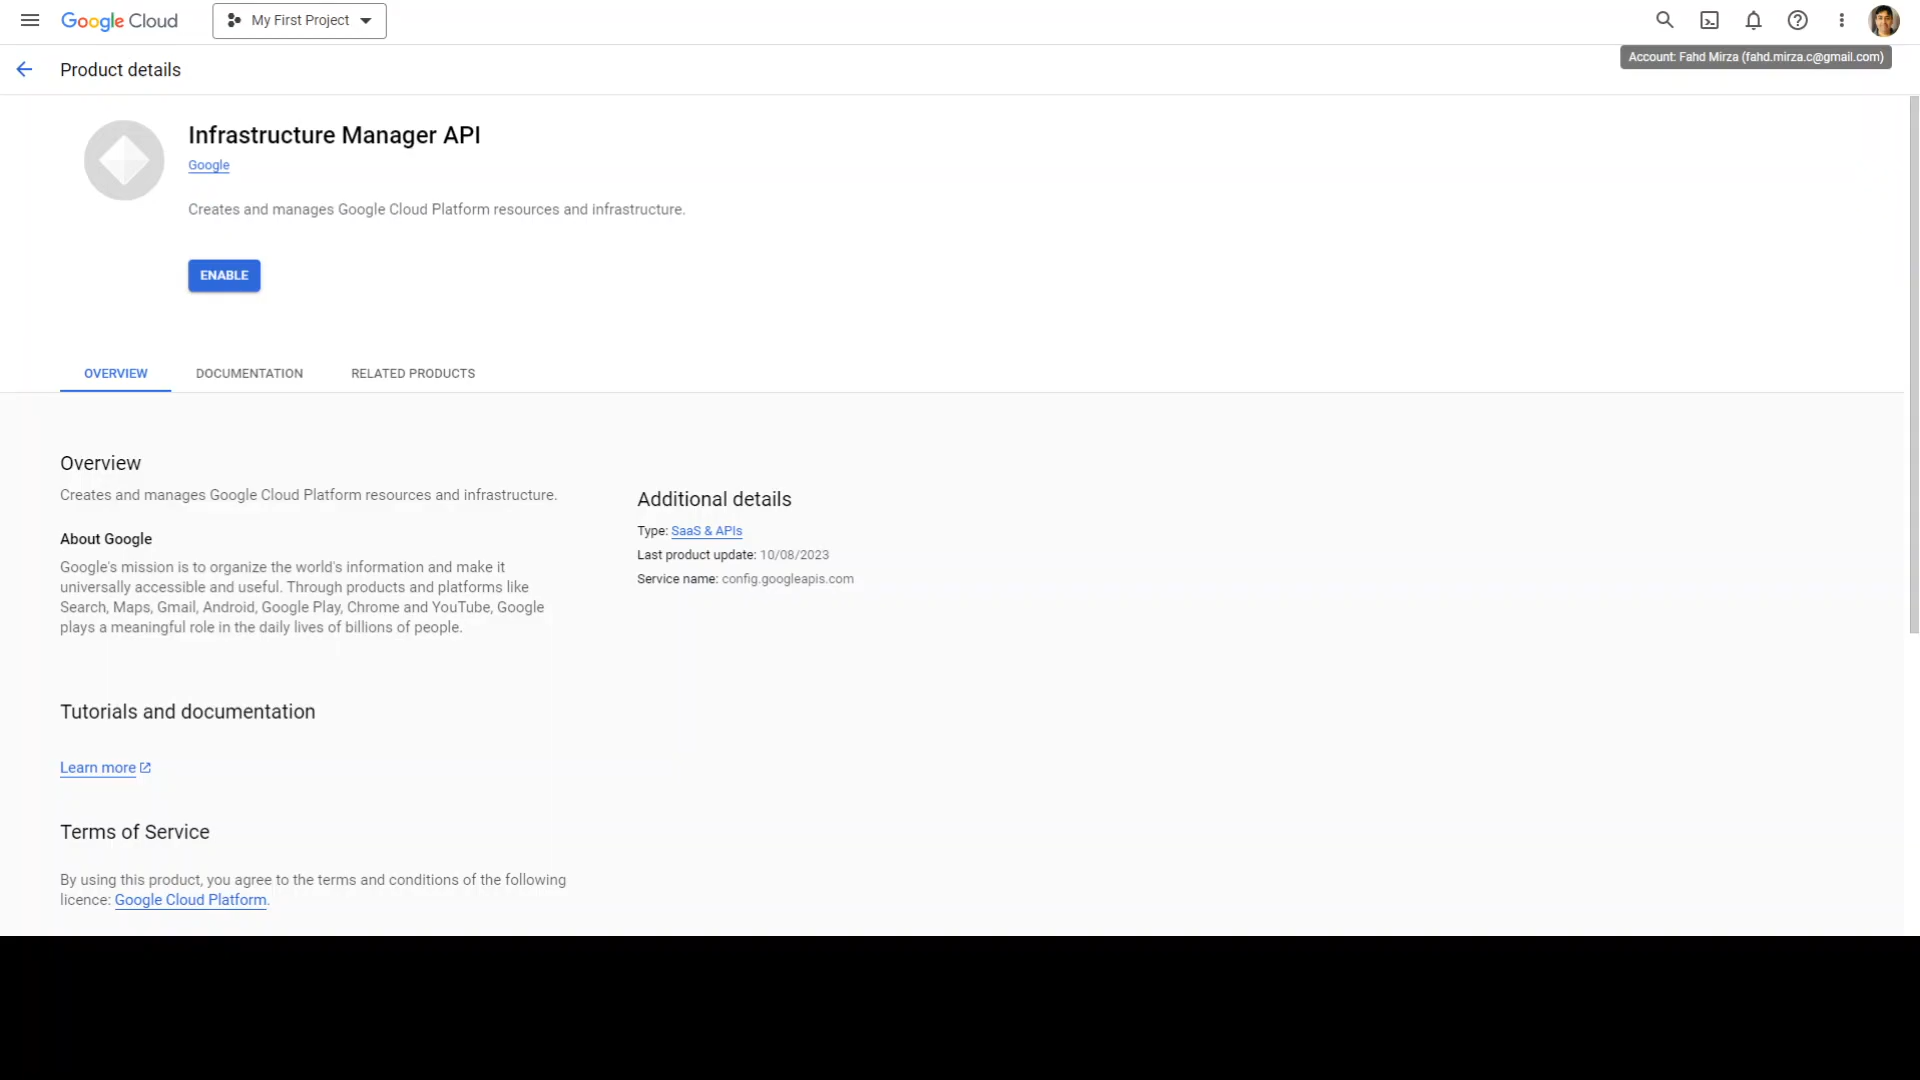 Google Cloud
My First Project
Account: Fahd Mirza (fahd.mirza.c@gmail.com)
Product details
Infrastructure Manager API
Google
Creates and manages Google Cloud Platform resources and infrastructure.
ENABLE
OVERVIEW
DOCUMENTATION
RELATED PRODUCTS
Overview
Creates and manages Google Cloud Platform resources and infrastructure.
About Google
Google's mission is to organize the world's information and make it
universally accessible and useful. Through products and platforms like
Search, Maps, Gmail, Android, Google Play, Chrome and YouTube, Google
plays a meaningful role in the daily lives of billions of people.
Additional details
Type: SaaS & APIs
Last product update: 10/08/2023
Service name: config.googleapis.com
Tutorials and documentation
Learn more
Terms of Service
By using this product, you agree to the terms and conditions of the following
licence: Google Cloud Platform.